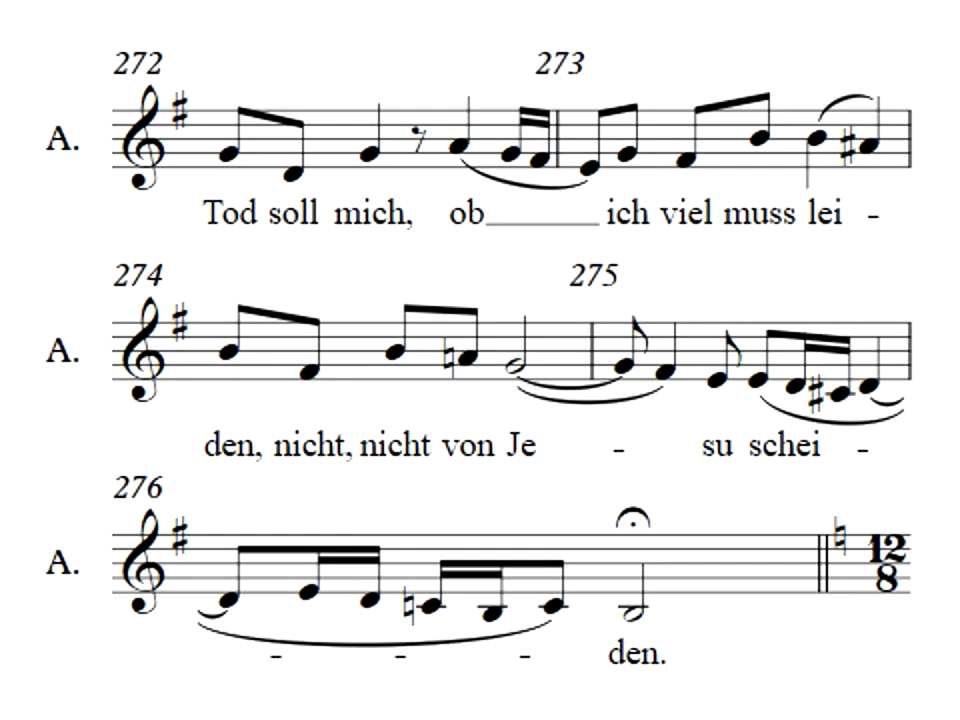 272 273
A.
Tod soll mich, ob______ ich viel muss lei -
274 275
A.
den, nicht, nicht von Je - su schei -
276
A. 12
8
- - - den.